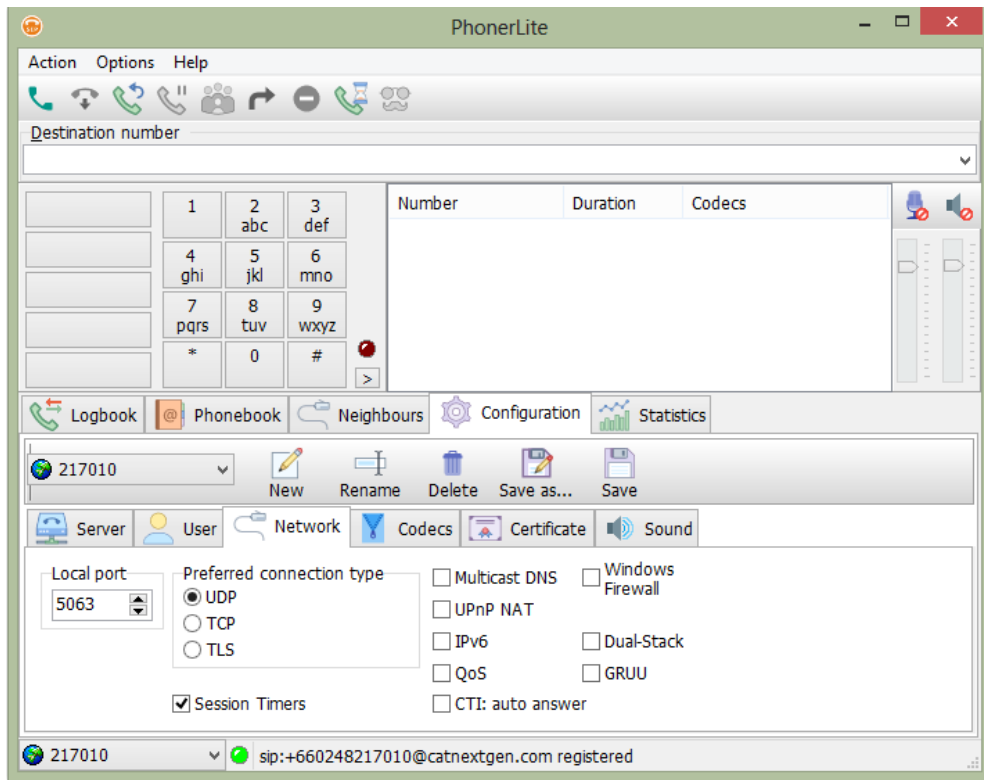 SIP
PhonerLite
Action Options Help
Destination number
1 2 abc 3 def
4 ghi 5 jkl 6 mno
7 pqrs 8 tuv 9 wxyz
* 0 #
>
Number Duration Codecs
Logbook @ Phonebook Neighbours Configuration Statistics
217010 New Rename Delete Save as... Save
Server User Network Codecs Certificate Sound
Local port
5063
Preferred connection type
UDP
TCP
TLS
Session Timers
Multicast DNS
UPnP NAT
IPv6
QoS
CTI: auto answer
Windows
Firewall
Dual-Stack
GRUU
217010 sip:+660248217010@catnextgen.com registered